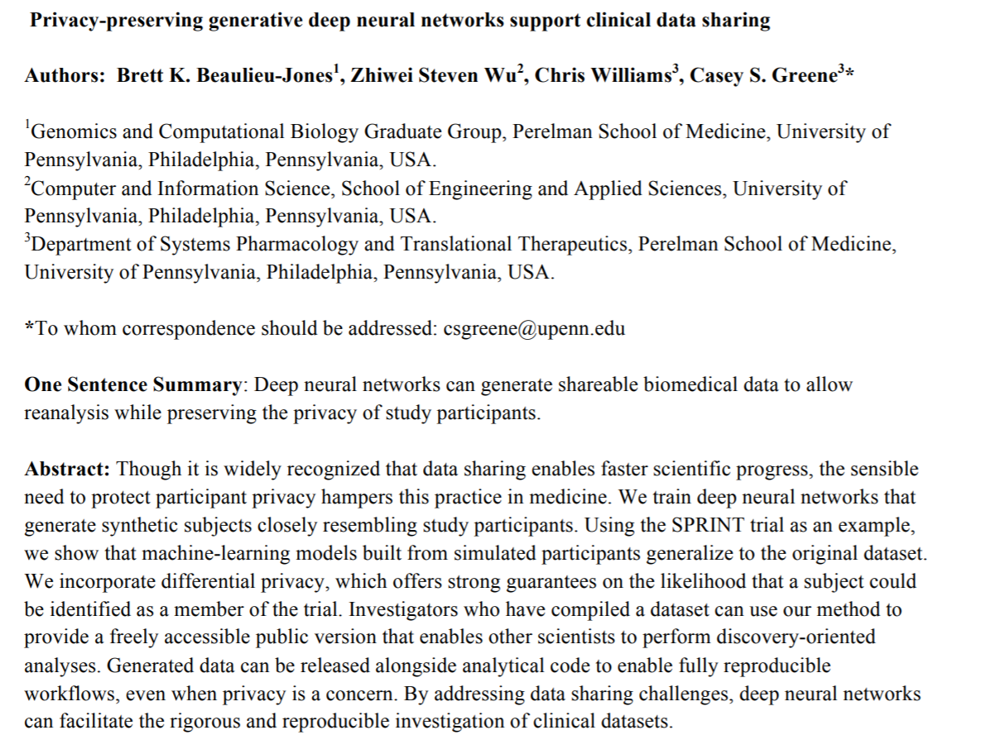 Privacy-preserving generative deep neural networks support clinical data sharing
Authors: Brett K. Beaulieu-Jones1, Zhiwei Steven Wu2, Chris Williams3, Casey S. Greene3*
1Genomics and Computational Biology Graduate Group, Perelman School of Medicine, University of
Pennsylvania, Philadelphia, Pennsylvania, USA.
2Computer and Information Science, School of Engineering and Applied Sciences, University of
Pennsylvania, Philadelphia, Pennsylvania, USA.
3Department of Systems Pharmacology and Translational Therapeutics, Perelman School of Medicine,
University of Pennsylvania, Philadelphia, Pennsylvania, USA.
*To whom correspondence should be addressed: csgreene@upenn.edu
One Sentence Summary: Deep neural networks can generate shareable biomedical data to allow
reanalysis while preserving the privacy of study participants.
Abstract: Though it is widely recognized that data sharing enables faster scientific progress, the sensible
need to protect participant privacy hampers this practice in medicine. We train deep neural networks that
generate synthetic subjects closely resembling study participants. Using the SPRINT trial as an example,
we show that machine-learning models built from simulated participants generalize to the original dataset.
We incorporate differential privacy, which offers strong guarantees on the likelihood that a subject could
be identified as a member of the trial. Investigators who have compiled a dataset can use our method to
provide a freely accessible public version that enables other scientists to perform discovery-oriented
analyses. Generated data can be released alongside analytical code to enable fully reproducible
workflows, even when privacy is a concern. By addressing data sharing challenges, deep neural networks
can facilitate the rigorous and reproducible investigation of clinical datasets.